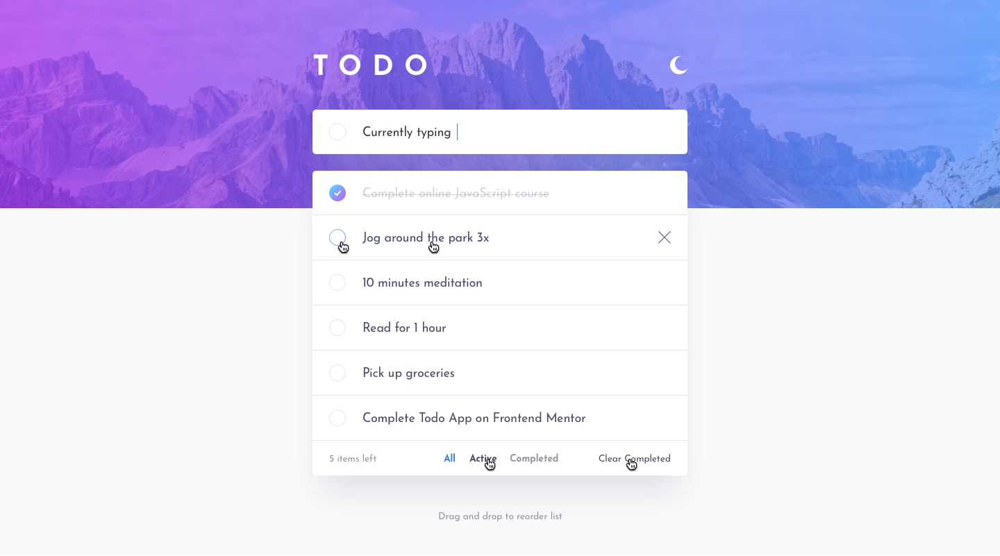 TODO
Currently typing
Complete online JavaScript course
Jog around the park 3x
10 minutes meditation
Read for 1 hour
Pick up groceries
Complete Todo App on Frontend Mentor
5 items left All Active Completed Clear Completed
Drag and drop to reorder list